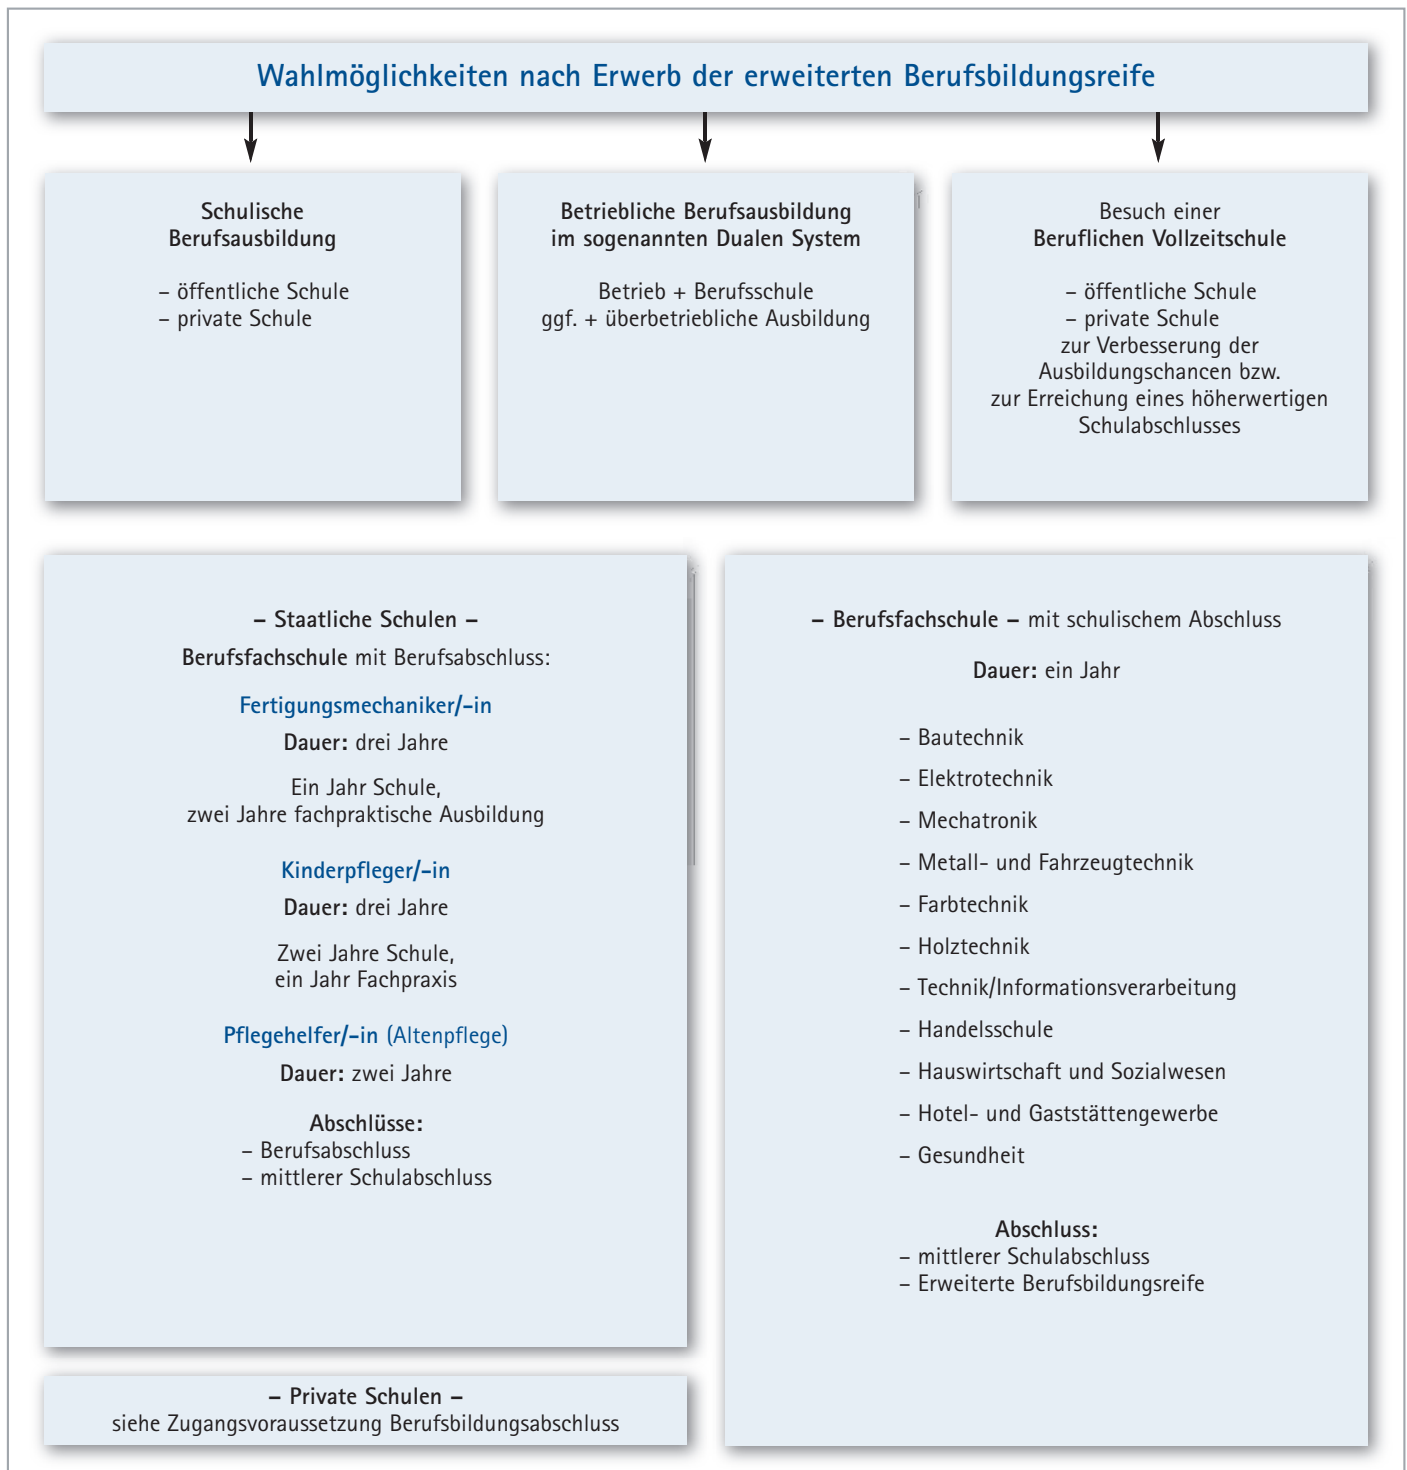 Wahlmöglichkeiten nach Erwerb der erweiterten Berufsbildungsreife
Schulische
Berufsausbildung
– öffentliche Schule
– private Schule
Betriebliche Berufsausbildung
im sogenannten Dualen System
Betrieb + Berufsschule
ggf. + überbetriebliche Ausbildung
Besuch einer
Beruflichen Vollzeitschule
– öffentliche Schule
– private Schule
zur Verbesserung der
Ausbildungschancen bzw.
zur Erreichung eines höherwertigen
Schulabschlusses
– Staatliche Schulen –
Berufsfachschule mit Berufsabschluss:
Fertigungsmechaniker/-in
Dauer: drei Jahre
Ein Jahr Schule,
zwei Jahre fachpraktische Ausbildung
Kinderpfleger/-in
Dauer: drei Jahre
Zwei Jahre Schule,
ein Jahr Fachpraxis
Pflegehelfer/-in (Altenpflege)
Dauer: zwei Jahre
Abschlüsse:
– Berufsabschluss
– mittlerer Schulabschluss
– Private Schulen –
siehe Zugangsvoraussetzung Berufsbildungsabschluss
– Berufsfachschule – mit schulischem Abschluss
Dauer: ein Jahr
– Bautechnik
– Elektrotechnik
– Mechatronik
– Metall- und Fahrzeugtechnik
– Farbtechnik
– Holztechnik
– Technik/Informationsverarbeitung
– Handelsschule
– Hauswirtschaft und Sozialwesen
– Hotel- und Gaststättengewerbe
– Gesundheit
Abschluss:
– mittlerer Schulabschluss
– Erweiterte Berufsbildungsreife